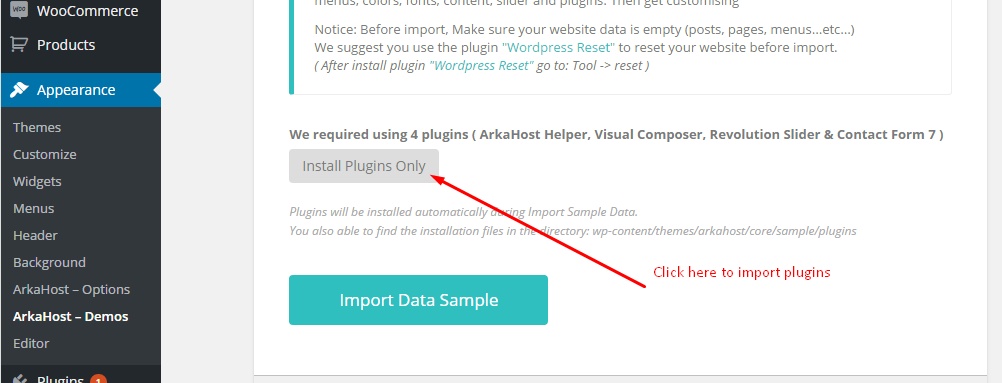 WooCommerce
Products
Appearance
Themes
Customize
Widgets
Menus
Header
Background
ArkaHost – Options
ArkaHost – Demos
Editor
Plugins 1
menus, colors, fonts, content, slider and plugins. Then get customising
Notice: Before import, Make sure your website data is empty (posts, pages, menus...etc...)
We suggest you use the plugin "Wordpress Reset" to reset your website before import.
( After install plugin "Wordpress Reset" go to: Tool -> reset )
We required using 4 plugins ( ArkaHost Helper, Visual Composer, Revolution Slider & Contact Form 7 )
Install Plugins Only
Plugins will be installed automatically during Import Sample Data.
You also able to find the installation files in the directory: wp-content/themes/arkahost/core/sample/plugins
Click here to import plugins
Import Data Sample